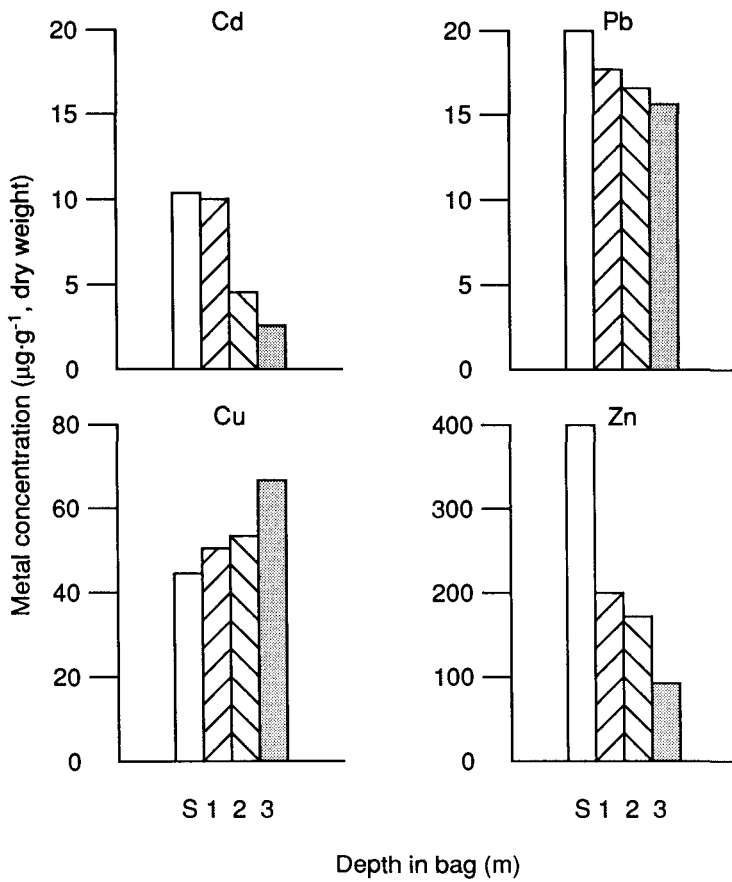 Cd
Pb
20
15
10
5
0
20
15
10
5
0
Cu
Zn
80
60
40
20
0
400
300
200
100
0
Metal concentration (µg·g⁻¹, dry weight)
S 1 2 3
S 1 2 3
Depth in bag (m)